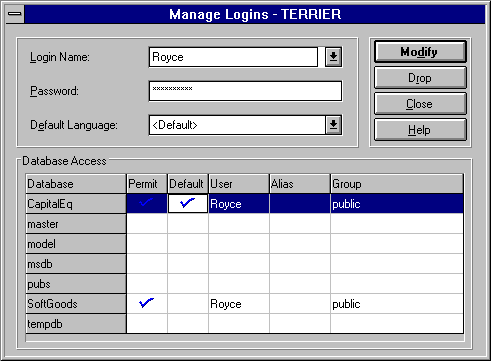 Manage Logins - TERRIER
Login Name: Royce
Password: **********
Default Language: <Default>
Modify
Drop
Close
Help
Database Access
Database Permit Default User Alias Group
CapitalEq Royce public
master
model
msdb
pubs
SoftGoods Royce public
tempdb